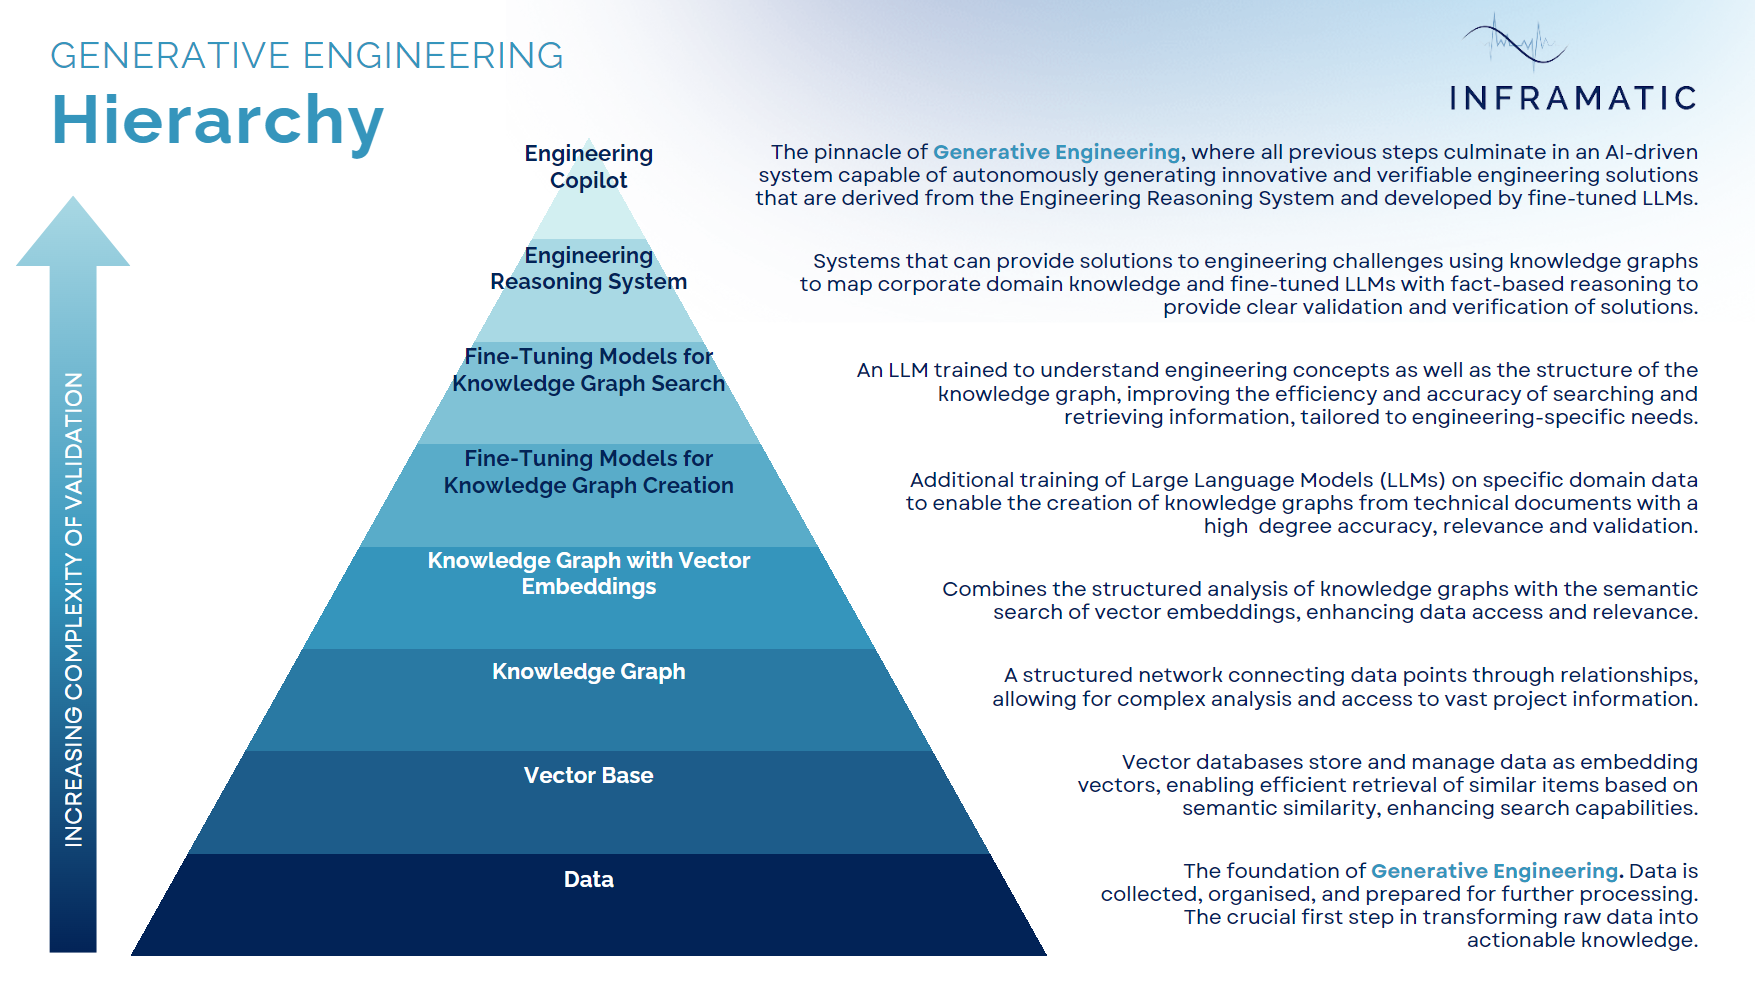 GENERATIVE ENGINEERING
Hierarchy
INFRAMATIC
INCREASING COMPLEXITY OF VALIDATION
Engineering
Copilot
The pinnacle of Generative Engineering, where all previous steps culminate in an AI-driven
system capable of autonomously generating innovative and verifiable engineering solutions
that are derived from the Engineering Reasoning System and developed by fine-tuned LLMs.
Engineering
Reasoning System
Systems that can provide solutions to engineering challenges using knowledge graphs
to map corporate domain knowledge and fine-tuned LLMs with fact-based reasoning to
provide clear validation and verification of solutions.
Fine-Tuning Models for
Knowledge Graph Search
An LLM trained to understand engineering concepts as well as the structure of the
knowledge graph, improving the efficiency and accuracy of searching and
retrieving information, tailored to engineering-specific needs.
Fine-Tuning Models for
Knowledge Graph Creation
Additional training of Large Language Models (LLMs) on specific domain data
to enable the creation of knowledge graphs from technical documents with a
high degree accuracy, relevance and validation.
Knowledge Graph with Vector
Embeddings
Combines the structured analysis of knowledge graphs with the semantic
search of vector embeddings, enhancing data access and relevance.
Knowledge Graph
A structured network connecting data points through relationships,
allowing for complex analysis and access to vast project information.
Vector Base
Vector databases store and manage data as embedding
vectors, enabling efficient retrieval of similar items based on
semantic similarity, enhancing search capabilities.
Data
The foundation of Generative Engineering. Data is
collected, organised, and prepared for further processing.
The crucial first step in transforming raw data into
actionable knowledge.